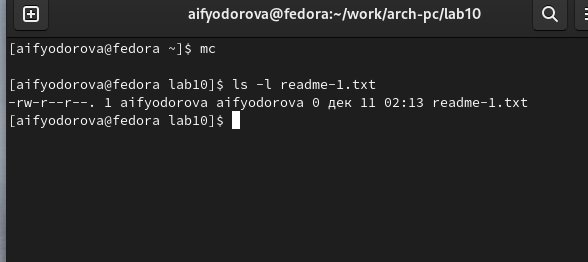 aifyodorova@fedora:~/work/arch-pc/lab10
[aifyodorova@fedora ~]$ mc
[aifyodorova@fedora lab10]$ ls -l readme-1.txt
-rw-r--r--. 1 aifyodorova aifyodorova 0 дек 11 02:13 readme-1.txt
[aifyodorova@fedora lab10]$